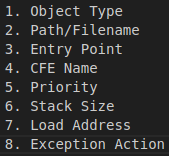 1. Object Type
2. Path/Filename
3. Entry Point
4. CFE Name
5. Priority
6. Stack Size
7. Load Address
8. Exception Action